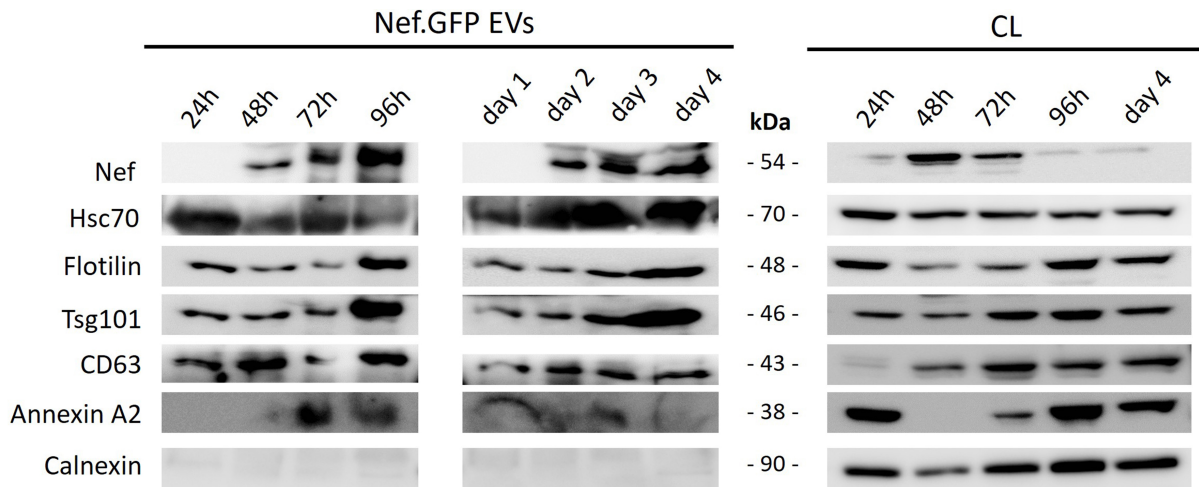 Nef.GFP EVs
CL
24h 48h 72h 96h day 1 day 2 day 3 day 4 kDa 24h 48h 72h 96h day 4
Nef - 54 -
Hsc70 - 70 -
Flotilin - 48 -
Tsg101 - 46 -
CD63 - 43 -
Annexin A2 - 38 -
Calnexin - 90 -